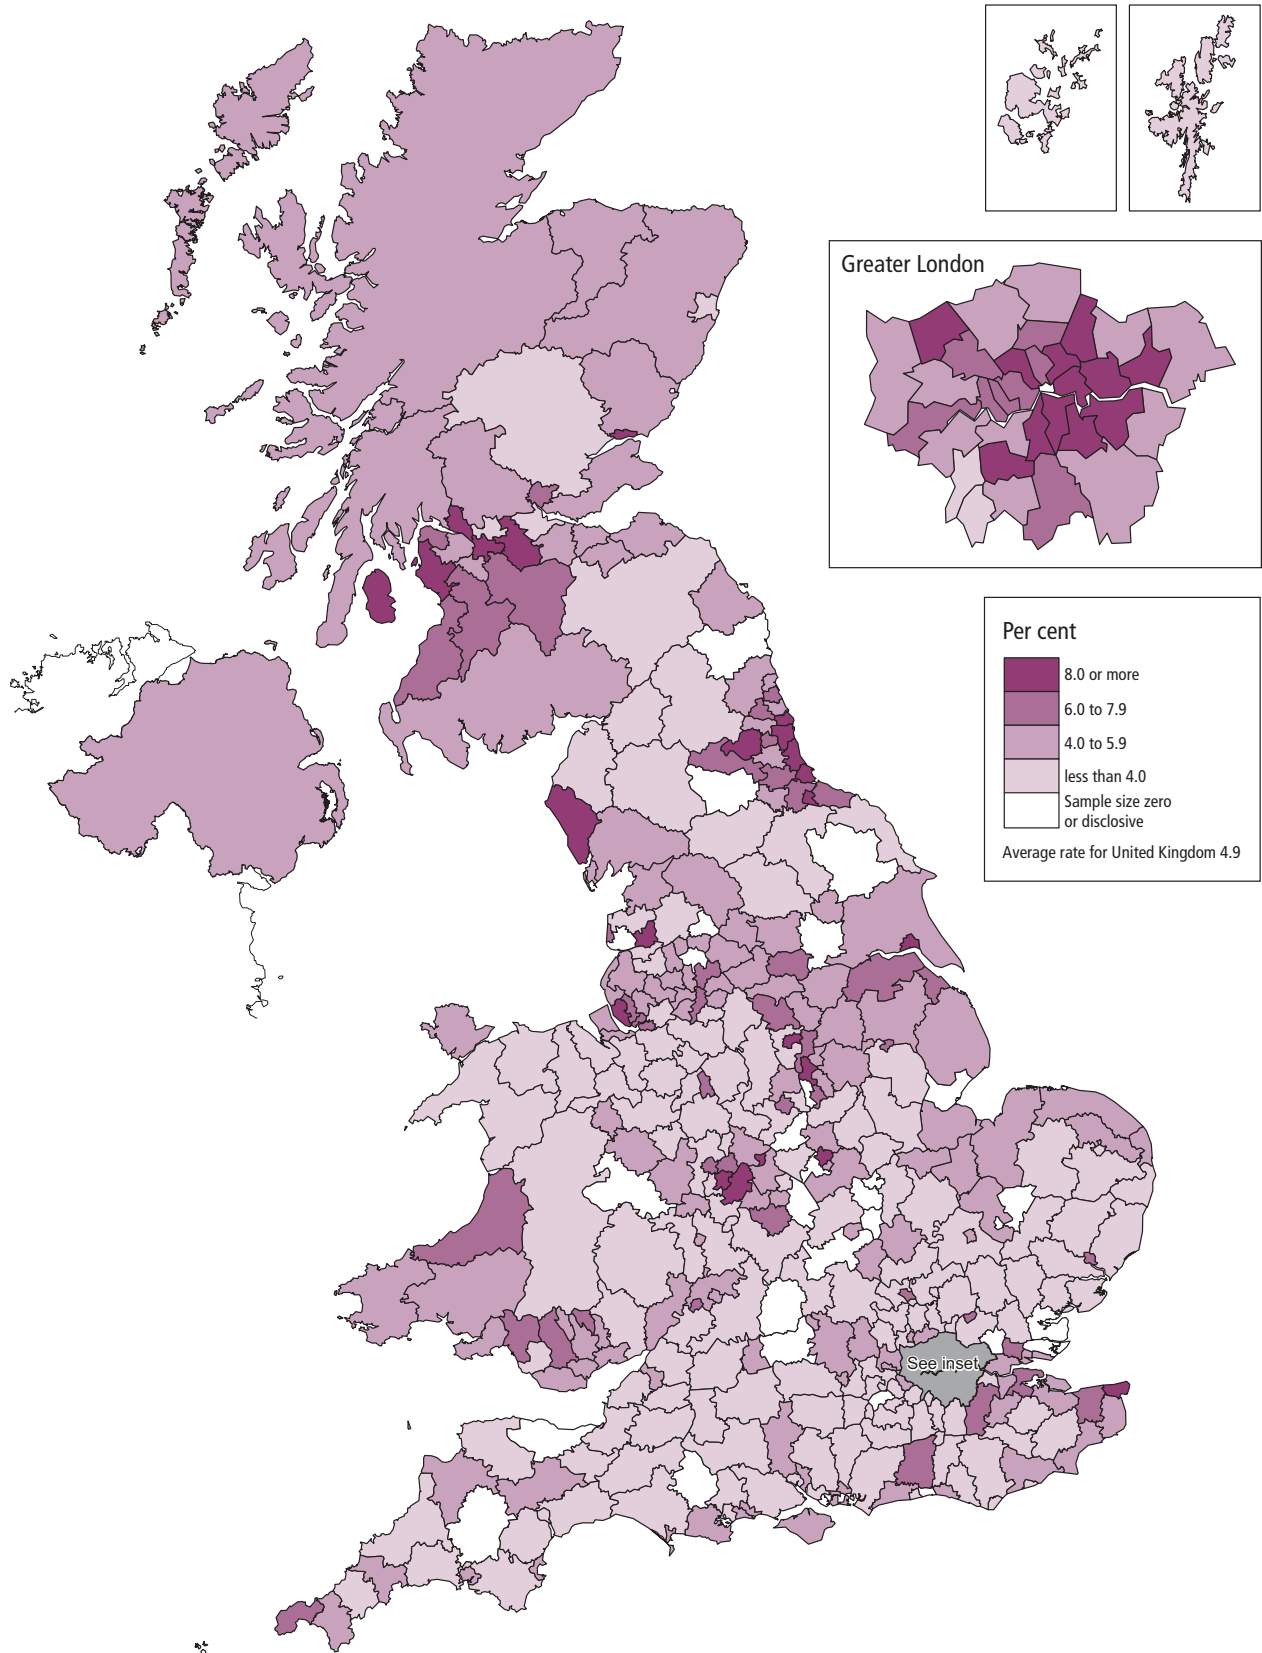 Greater London
Per cent
8.0 or more
6.0 to 7.9
4.0 to 5.9
less than 4.0
Sample size zero
or disclosive
Average rate for United Kingdom 4.9
See inset